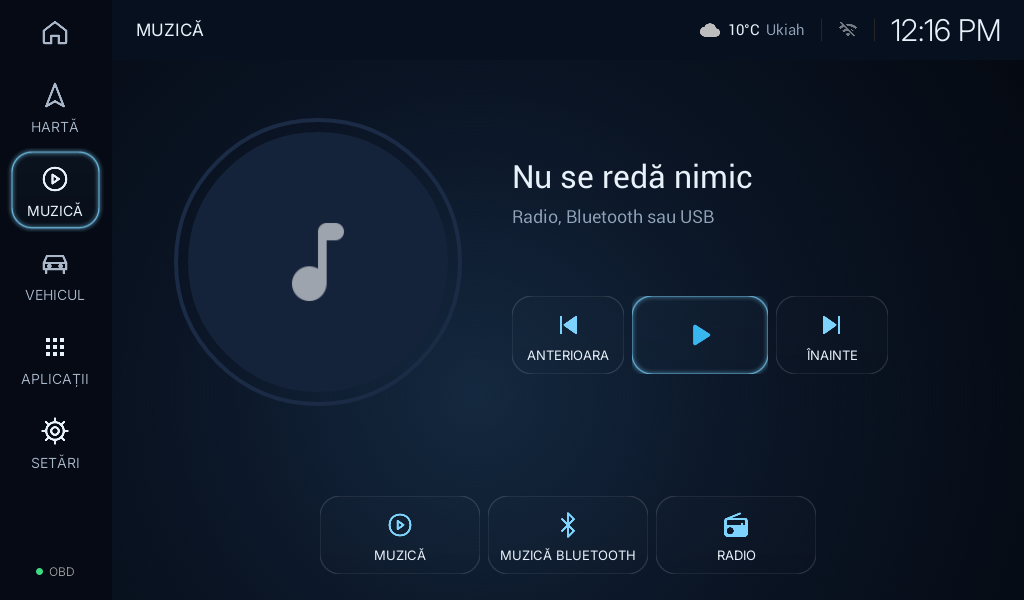 MUZICĂ
10°C Ukiah
12:16 PM
HARTĂ
MUZICĂ
VEHICUL
APLICAȚII
SETĂRI
OBD
Nu se redă nimic
Radio, Bluetooth sau USB
ANTERIOARA
ÎNAINTE
MUZICĂ
MUZICĂ BLUETOOTH
RADIO